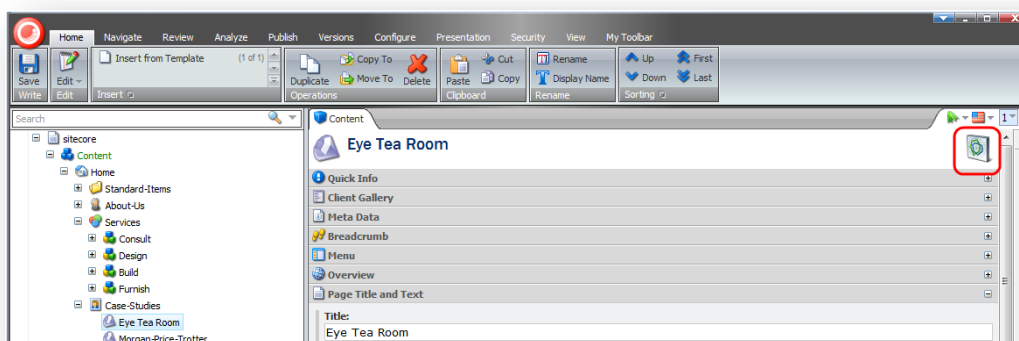 Home Navigate Review Analyze Publish Versions Configure Presentation Security View My Toolbar
Save
Write
Edit
Edit
Insert from Template (1 of 1)
Insert
Duplicate
Copy To
Move To
Delete
Operations
Paste
Cut
Copy
Clipboard
Rename
Display Name
Rename
Up
Down
First
Last
Sorting
Search
sitecore
Content
Home
Standard-Items
About-Us
Services
Consult
Design
Build
Furnish
Case-Studies
Eye Tea Room
Morgan-Price-Trotter
Content
1
Eye Tea Room
Quick Info
Client Gallery
Meta Data
Breadcrumb
Menu
Overview
Page Title and Text
Title:
Eye Tea Room